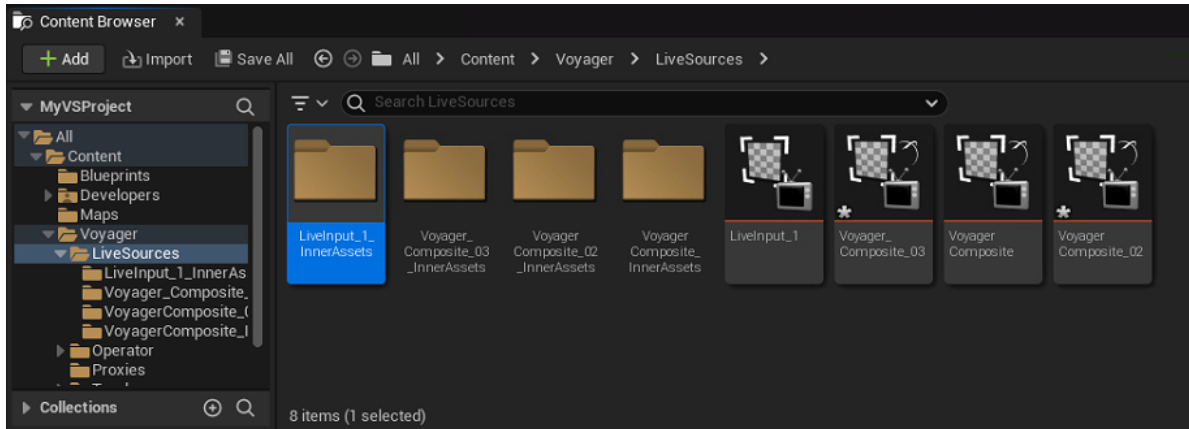 Content Browser ×
+ Add Import Save All All > Content > Voyager > LiveSources >
MyVSProject
Search LiveSources
All
Content
Blueprints
Developers
Maps
Voyager
LiveSources
LiveInput_1_InnerAs
Voyager_Composite_
VoyagerComposite_(
VoyagerComposite_I
Operator
Proxies
Collections
LiveInput_1_
InnerAssets
Voyager_
Composite_03
_InnerAssets
Voyager
Composite_02
_InnerAssets
Voyager
Composite_
InnerAssets
LiveInput_1
Voyager_
Composite_03
Voyager
Composite
Voyager
Composite_02
8 items (1 selected)